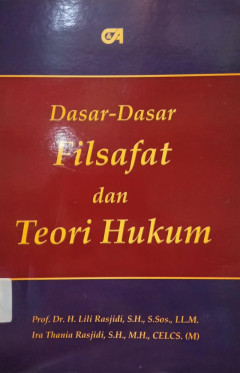 Dasar-Dasar
Filsafat
dan
Teori Hukum
Prof. Dr. H. Lili Rasjidi, S.H., S.Sos., LL.M.
Ira Thania Rasjidi, S.H., M.H., CELCS. (M)